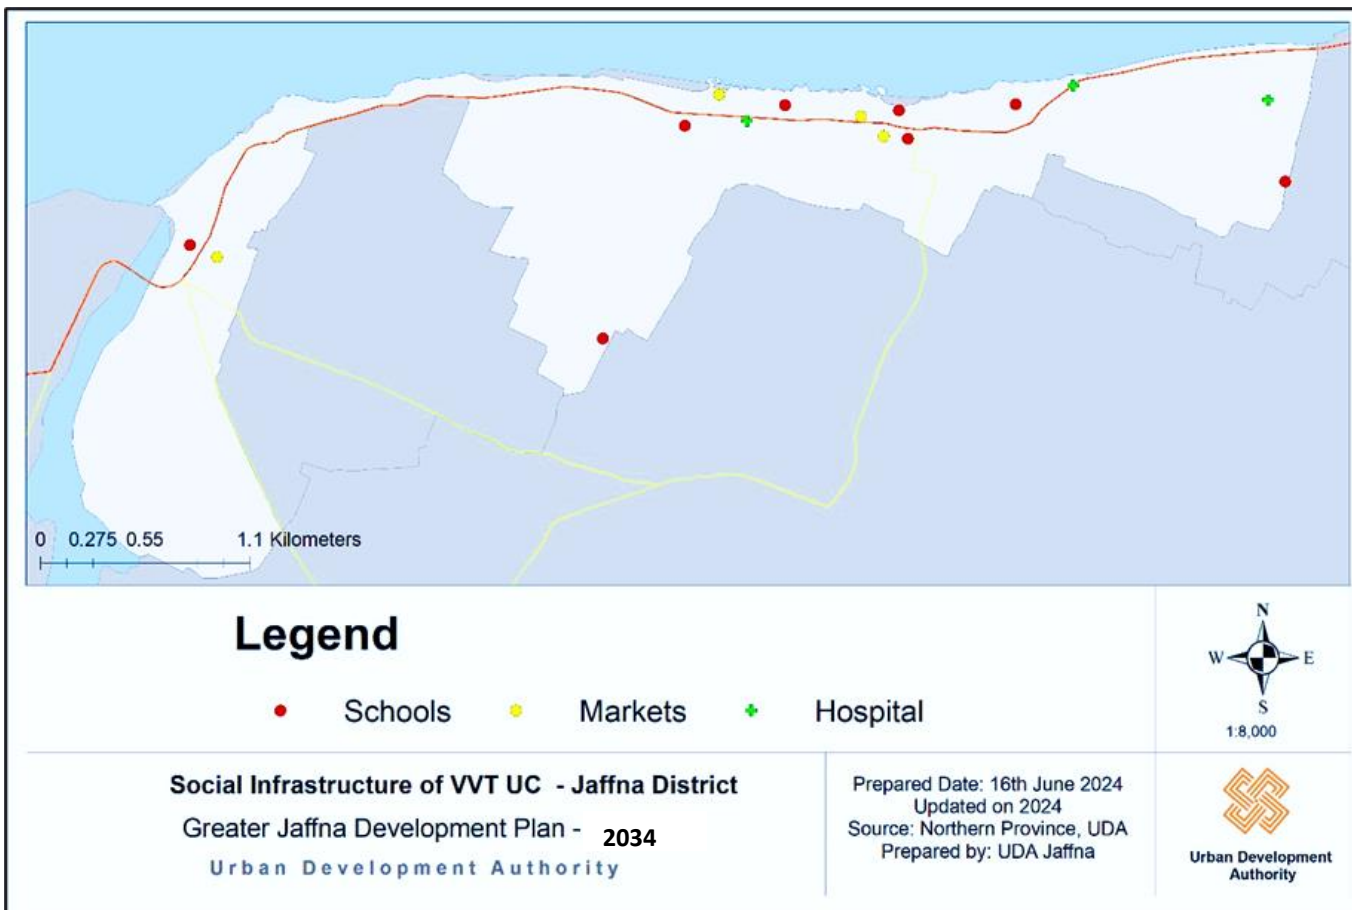 0 0.275 0.55 1.1 Kilometers
Legend
Schools Markets Hospital
N
W E
S
1:8,000
Social Infrastructure of VVT UC - Jaffna District
Greater Jaffna Development Plan - 2034
Urban Development Authority
Prepared Date: 16th June 2024
Updated on 2024
Source: Northern Province, UDA
Prepared by: UDA Jaffna
Urban Development
Authority